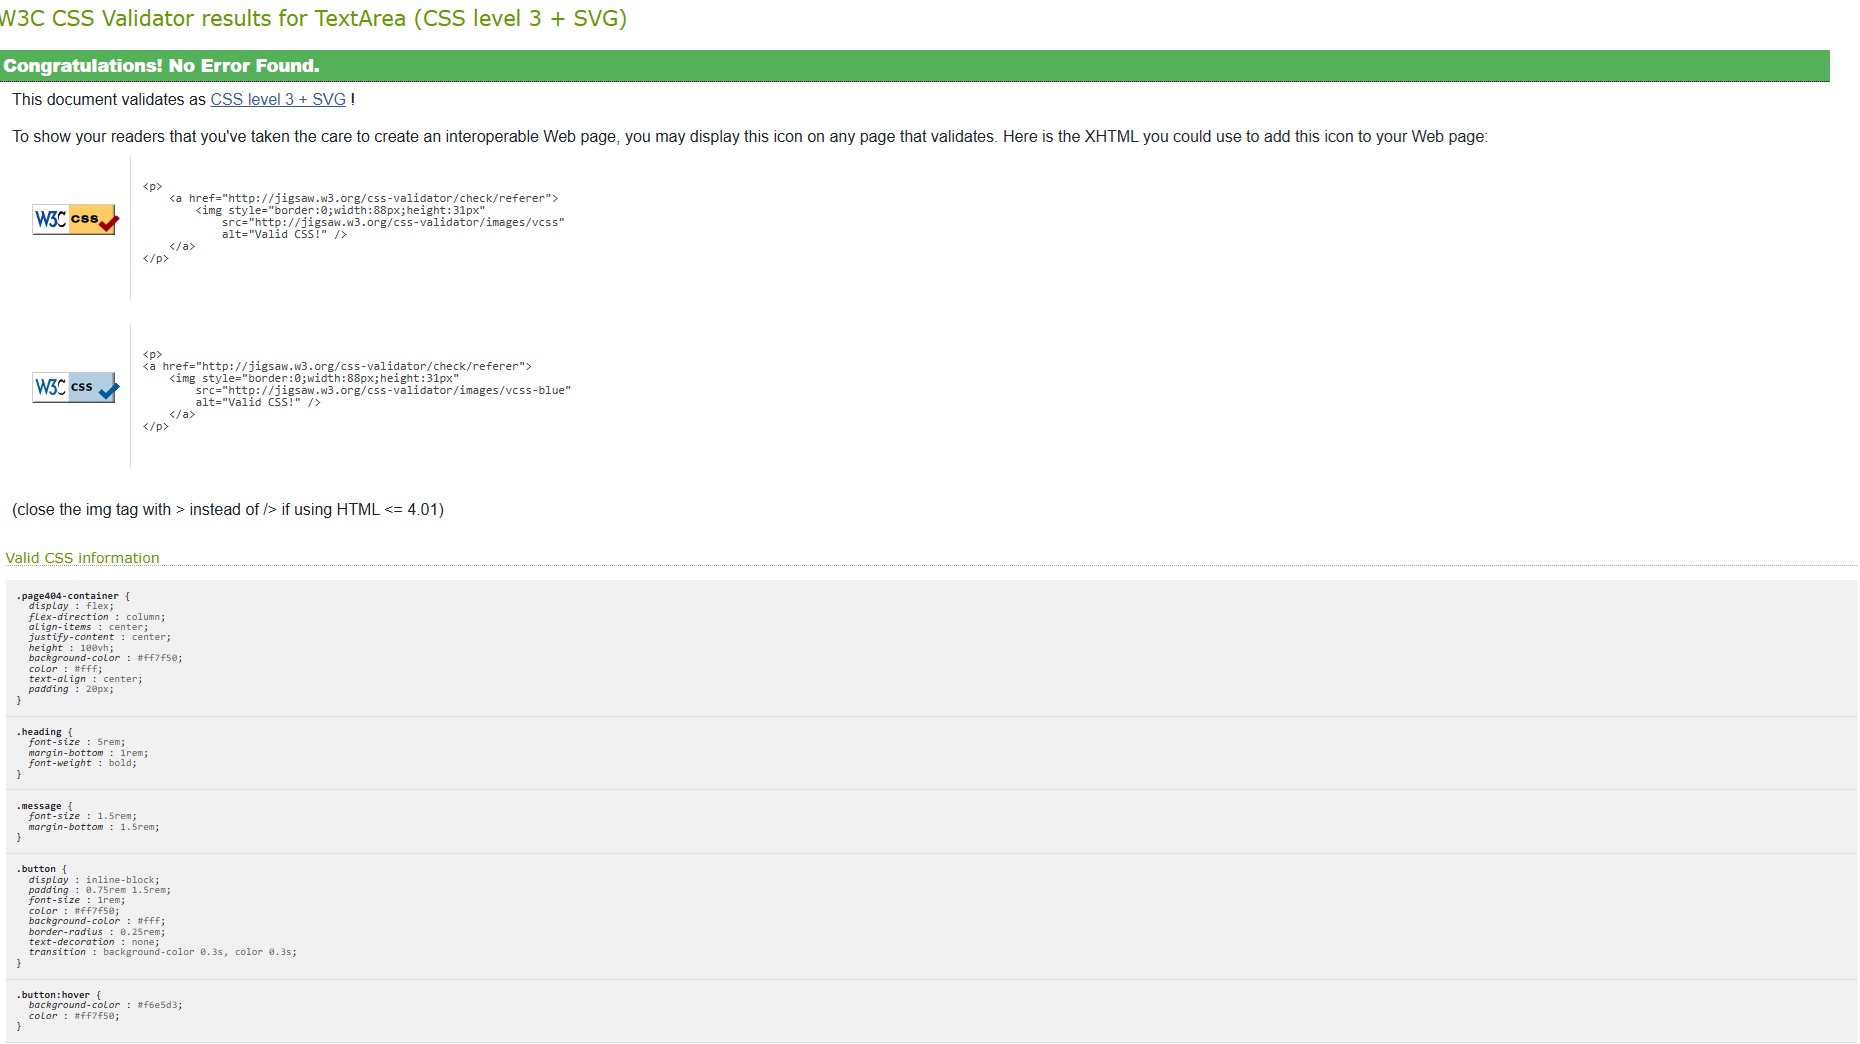 W3C CSS Validator results for TextArea (CSS level 3 + SVG)
Congratulations! No Error Found.
This document validates as CSS level 3 + SVG !
To show your readers that you've taken the care to create an interoperable Web page, you may display this icon on any page that validates. Here is the XHTML you could use to add this icon to your Web page:
W3C css
<p>
    <a href="http://jigsaw.w3.org/css-validator/check/referer">
        <img style="border:0;width:88px;height:31px"
            src="http://jigsaw.w3.org/css-validator/images/vcss"
            alt="Valid CSS!" />
    </a>
</p>
W3C css
<p>
<a href="http://jigsaw.w3.org/css-validator/check/referer">
    <img style="border:0;width:88px;height:31px"
        src="http://jigsaw.w3.org/css-validator/images/vcss-blue"
        alt="Valid CSS!" />
    </a>
</p>
(close the img tag with > instead of /> if using HTML <= 4.01)
Valid CSS information
.page404-container {
  display : flex;
  flex-direction : column;
  align-items : center;
  justify-content : center;
  height : 100vh;
  background-color : #ff7f50;
  color : #fff;
  text-align : center;
  padding : 20px;
}
.heading {
  font-size : 5rem;
  margin-bottom : 1rem;
  font-weight : bold;
}
.message {
  font-size : 1.5rem;
  margin-bottom : 1.5rem;
}
.button {
  display : inline-block;
  padding : 0.75rem 1.5rem;
  font-size : 1rem;
  color : #ff7f50;
  background-color : #fff;
  border-radius : 0.25rem;
  text-decoration : none;
  transition : background-color 0.3s, color 0.3s;
}
.button:hover {
  background-color : #f6e5d3;
  color : #ff7f50;
}